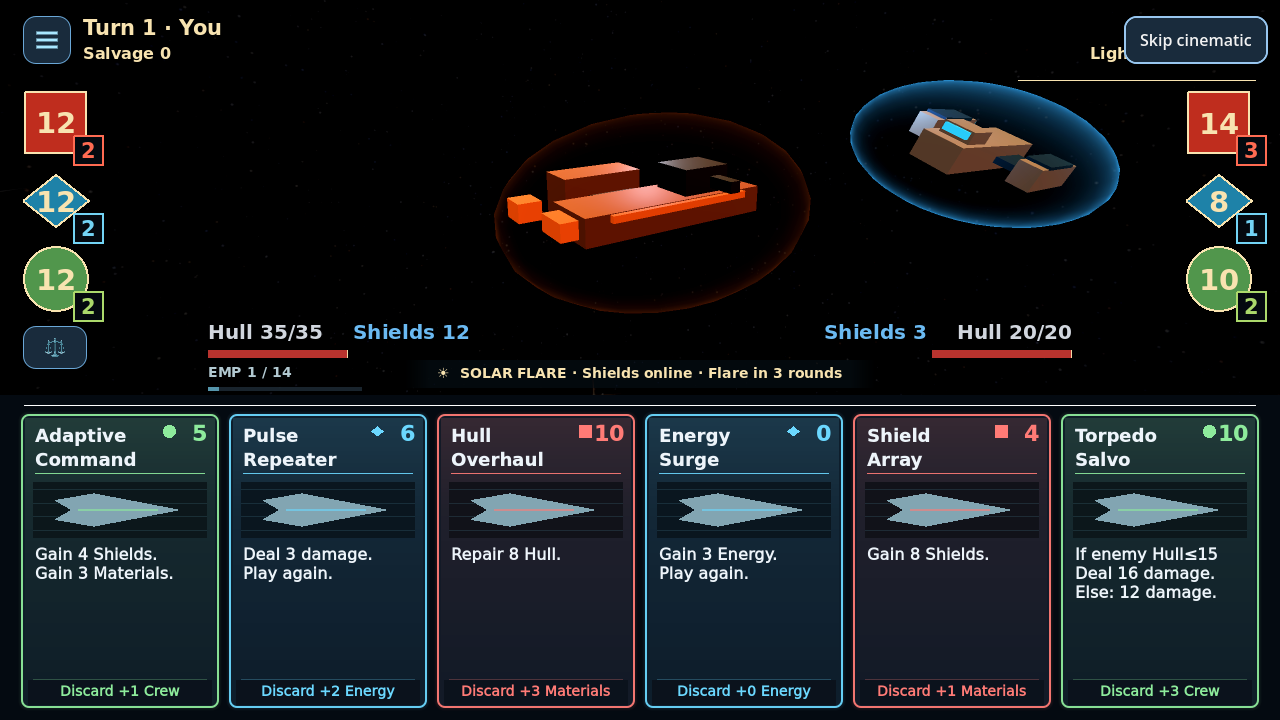 Turn 1 · You
Salvage 0
Skip cinematic
12
2
12
2
12
2
14
3
8
1
10
2
Hull 35/35
Shields 12
Shields 3
Hull 20/20
EMP 1 / 14
☀ SOLAR FLARE · Shields online · Flare in 3 rounds
Adaptive
Command
5
Gain 4 Shields.
Gain 3 Materials.
Discard +1 Crew
Pulse
Repeater
6
Deal 3 damage.
Play again.
Discard +2 Energy
Hull
Overhaul
10
Repair 8 Hull.
Discard +3 Materials
Energy
Surge
0
Gain 3 Energy.
Play again.
Discard +0 Energy
Shield
Array
4
Gain 8 Shields.
Discard +1 Materials
Torpedo
Salvo
10
If enemy Hull≤15
Deal 16 damage.
Else: 12 damage.
Discard +3 Crew